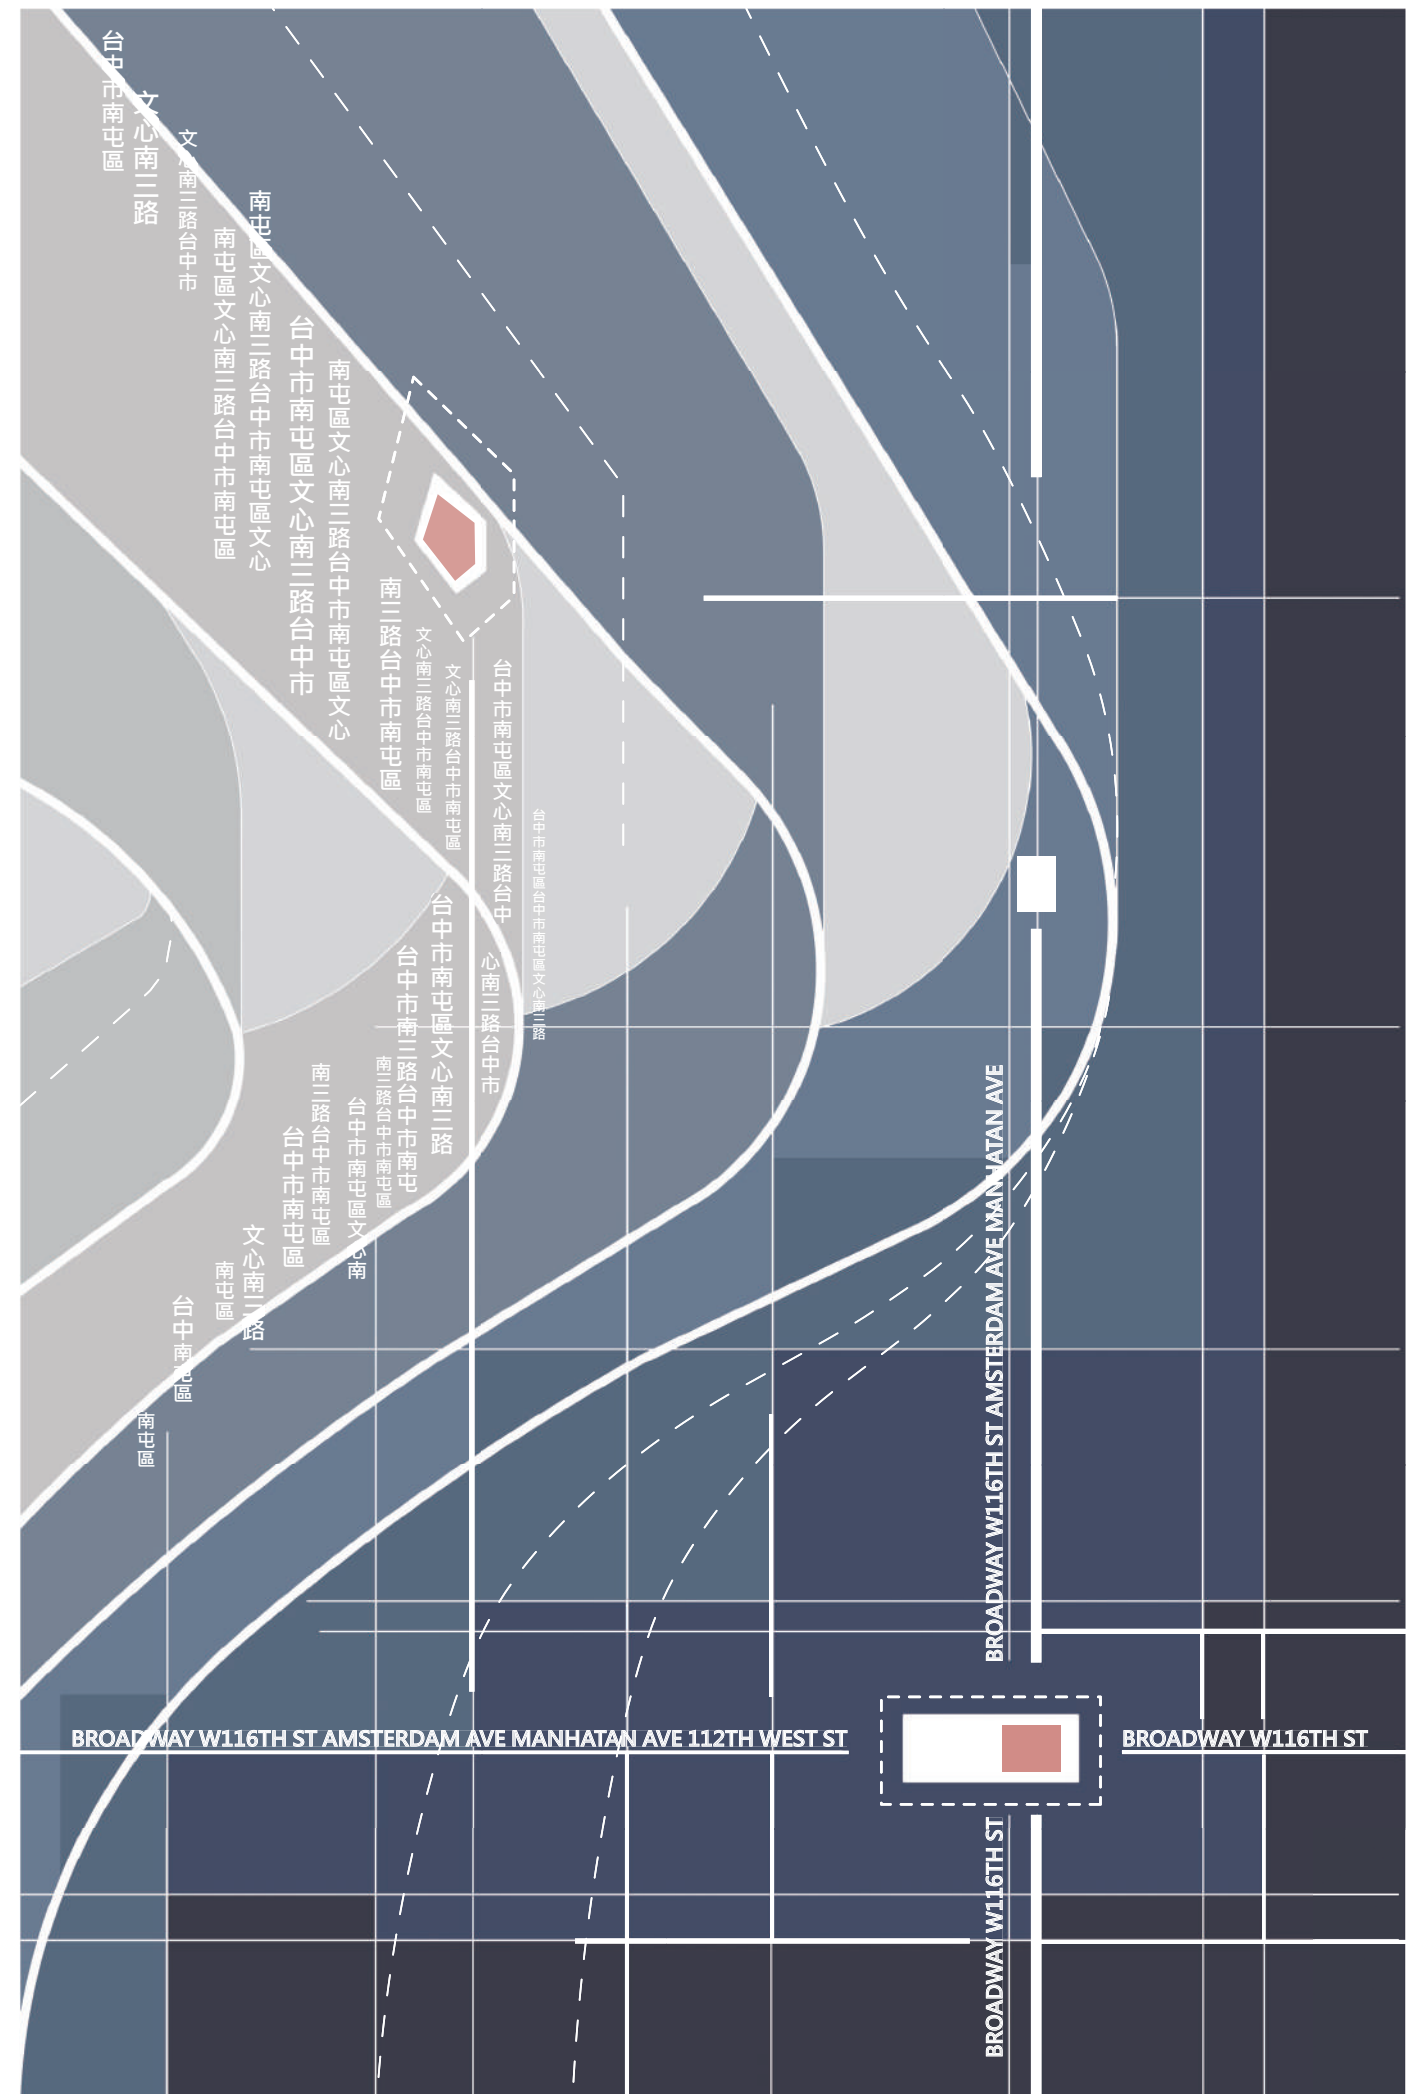 台中市南屯區
文心南三路
文心南三路台中市
南屯區文心南三路台中市南屯區
南屯區文心南三路台中市南屯區文心
台中市南屯區文心南三路台中市
南屯區文心南三路台中市南屯區文心
南三路台中市南屯區
文心南三路台中市南屯區
文心南三路台中市南屯區
台中市南屯區文心南三路台中
台中市南屯區台中市南屯區文心南三路
台中市南屯區文心南三路
心南三路台中市
台中市南三路台中市南屯
南三路台中市南屯區
南三路台中市南屯區
台中市南屯區文心南
台中市南屯區
文心南三路
南屯區
台中南屯區
南屯區
BROADWAY W116TH ST AMSTERDAM AVE MANHATAN AVE
BROADWAY W116TH ST AMSTERDAM AVE MANHATAN AVE 112TH WEST ST
BROADWAY W116TH ST
BROADWAY W116TH ST